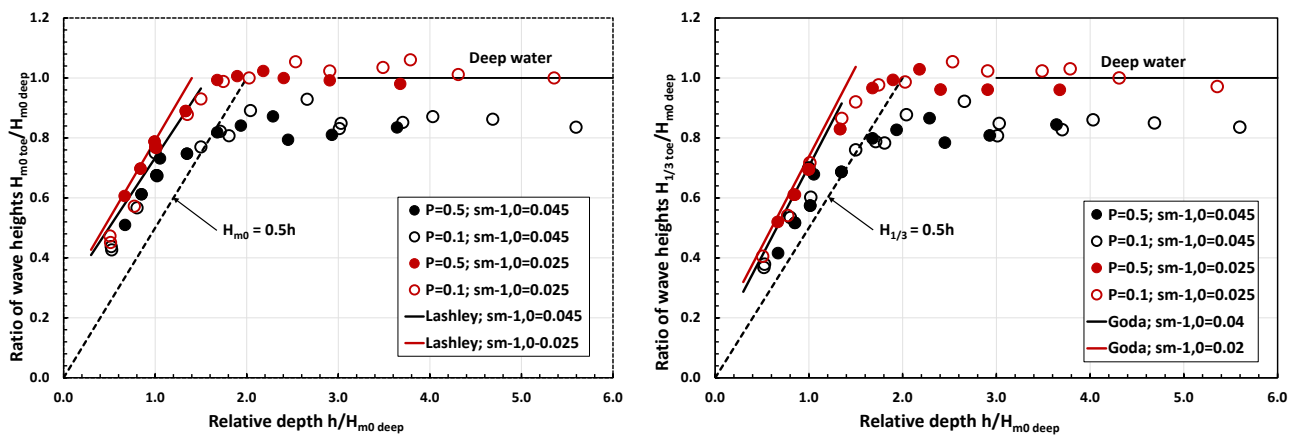 Ratio of wave heights Hm0 toe/Hm0 deep
1.2
1.0
0.8
0.6
0.4
0.2
0.0
Deep water
Hm0 = 0.5h
P=0.5; sm-1,0=0.045
P=0.1; sm-1,0=0.045
P=0.5; sm-1,0=0.025
P=0.1; sm-1,0=0.025
Lashley; sm-1,0=0.045
Lashley; sm-1,0-0.025
0.0 1.0 2.0 3.0 4.0 5.0 6.0
Relative depth h/Hm0 deep
Ratio of wave heights H1/3 toe/Hm0 deep
1.2
1.0
0.8
0.6
0.4
0.2
0.0
Deep water
H1/3 = 0.5h
P=0.5; sm-1,0=0.045
P=0.1; sm-1,0=0.045
P=0.5; sm-1,0=0.025
P=0.1; sm-1,0=0.025
Goda; sm-1,0=0.04
Goda; sm-1,0=0.02
0.0 1.0 2.0 3.0 4.0 5.0 6.0
Relative depth h/Hm0 deep